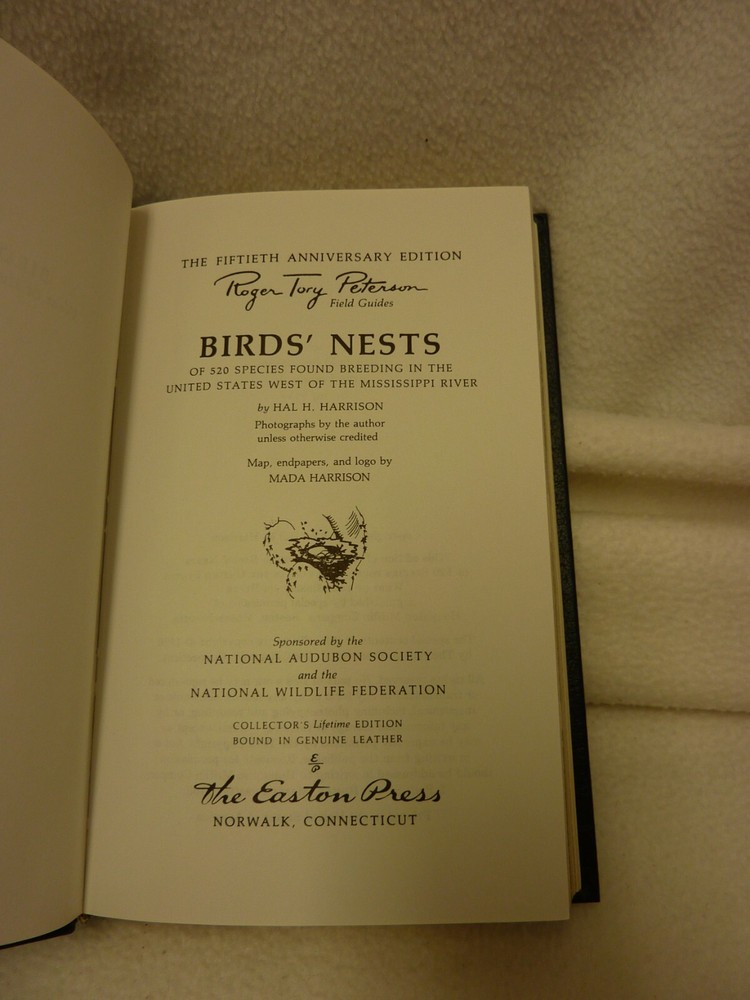 THE FIFTIETH ANNIVERSARY EDITION
Roger Tory Peterson
Field Guides
BIRDS' NESTS
OF 520 SPECIES FOUND BREEDING IN THE
UNITED STATES WEST OF THE MISSISSIPPI RIVER
by HAL H. HARRISON
Photographs by the author
unless otherwise credited
Map, endpapers, and logo by
MADA HARRISON
Sponsored by the
NATIONAL AUDUBON SOCIETY
and the
NATIONAL WILDLIFE FEDERATION
COLLECTOR'S Lifetime EDITION
BOUND IN GENUINE LEATHER
E
P
The Easton Press
NORWALK, CONNECTICUT